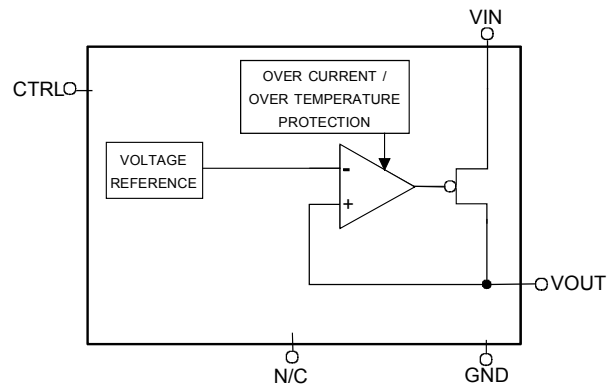 VIN
CTRL
OVER CURRENT /
OVER TEMPERATURE
PROTECTION
VOLTAGE
REFERENCE
-
+
VOUT
N/C
GND